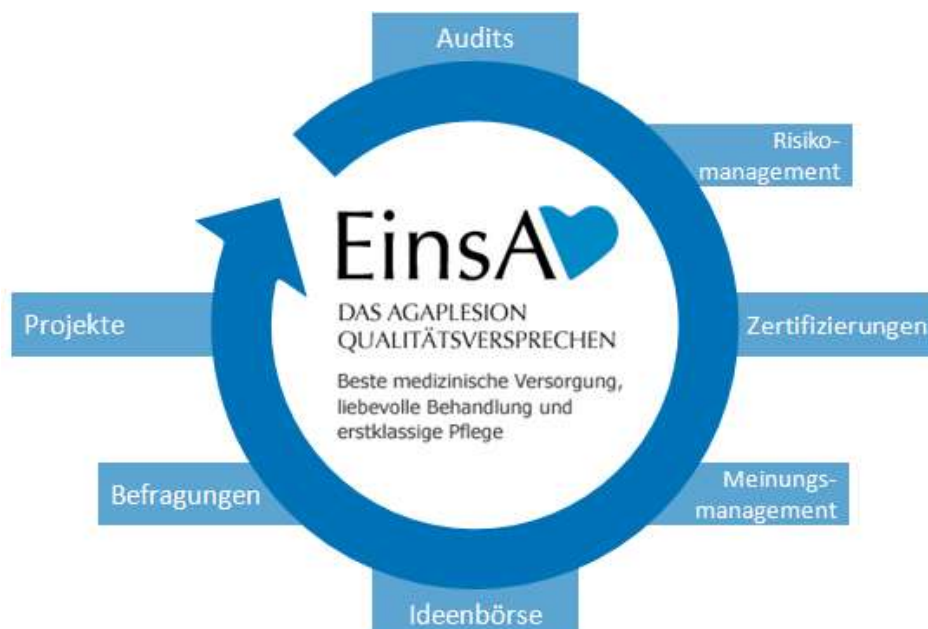 Audits
Risiko-
management
EinsA
DAS AGAPLESION
QUALITÄTSVERSPRECHEN
Beste medizinische Versorgung,
liebevolle Behandlung und
erstklassige Pflege
Projekte
Zertifizierungen
Befragungen
Meinungs-
management
Ideenbörse